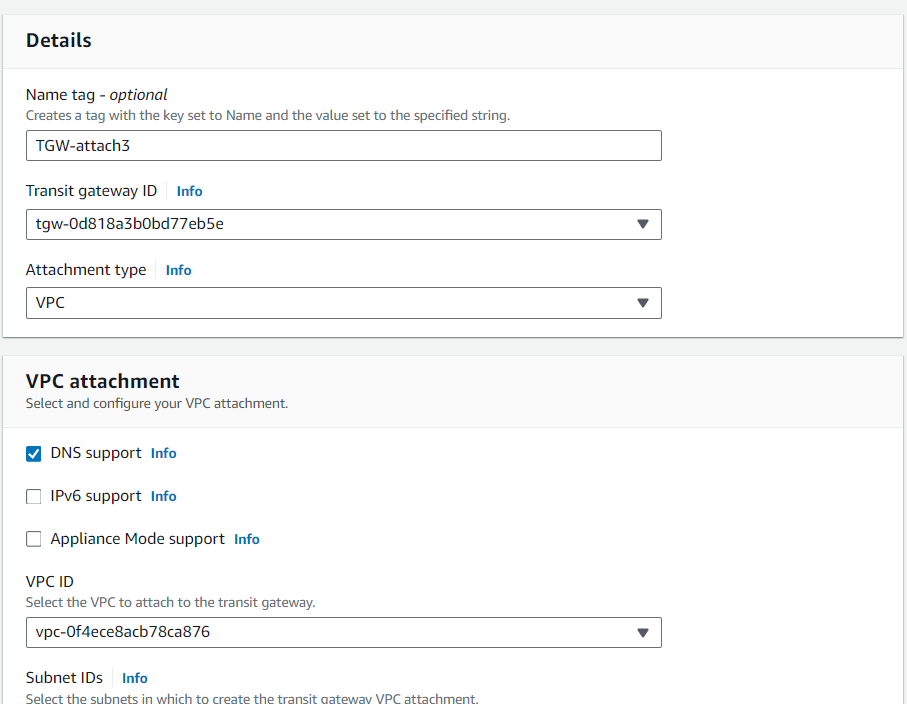 Details
Name tag - optional
Creates a tag with the key set to Name and the value set to the specified string.
TGW-attach3
Transit gateway ID Info
tgw-0d818a3b0bd77eb5e
Attachment type Info
VPC
VPC attachment
Select and configure your VPC attachment.
DNS support Info
IPv6 support Info
Appliance Mode support Info
VPC ID
Select the VPC to attach to the transit gateway.
vpc-0f4ece8acb78ca876
Subnet IDs Info
Select the subnets in which to create the transit gateway VPC attachment.